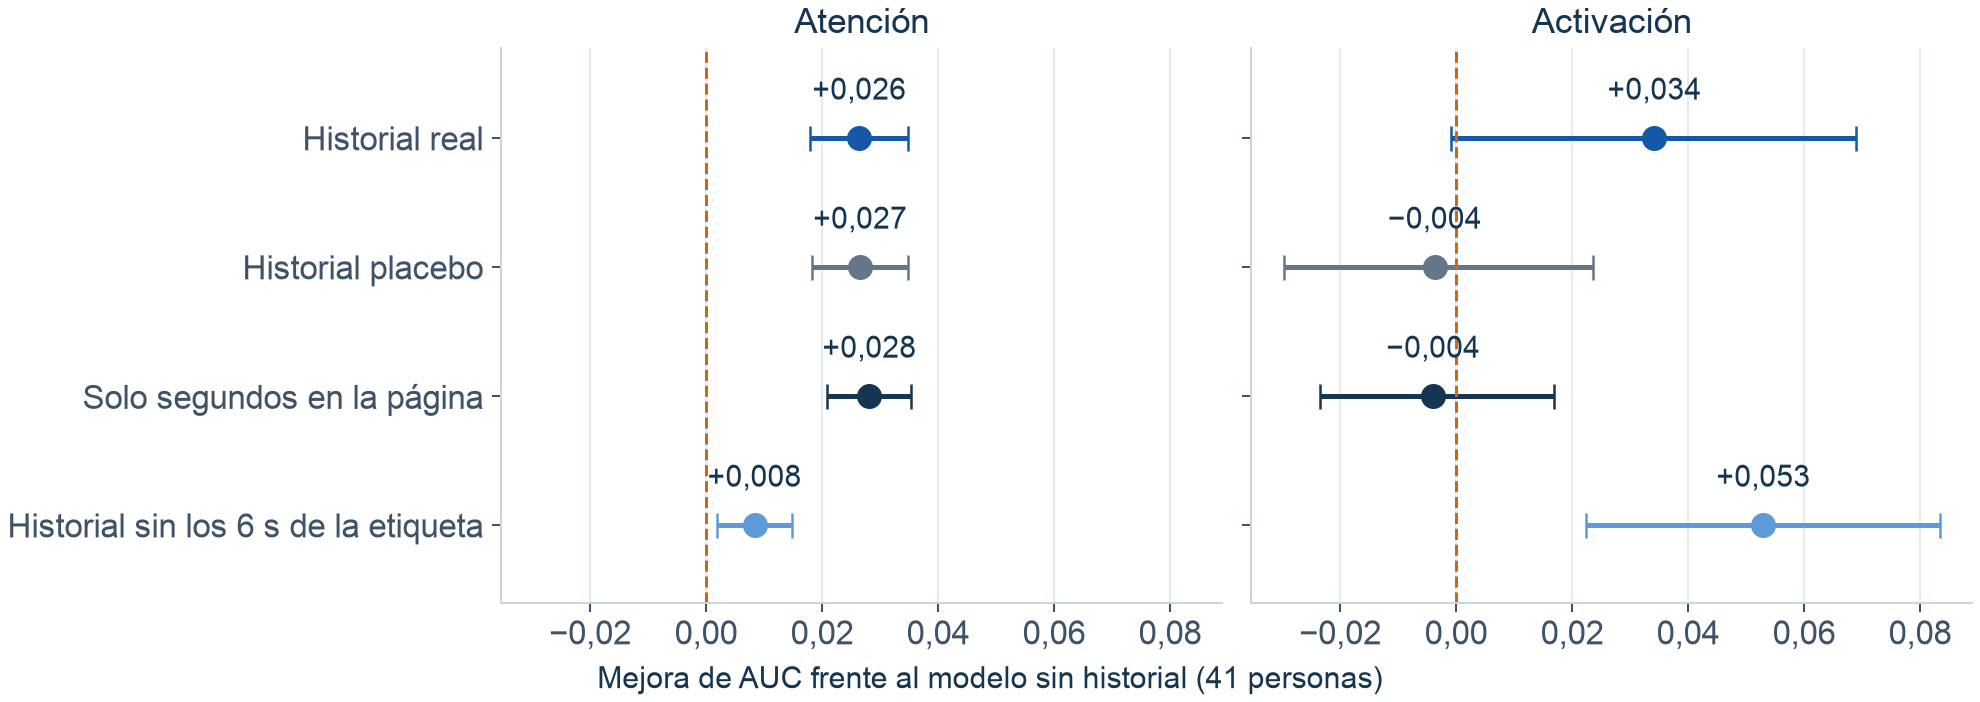 Atención
Activación
+0,026
+0,034
Historial real
+0,027
−0,004
Historial placebo
+0,028
−0,004
Solo segundos en la página
+0,008
+0,053
Historial sin los 6 s de la etiqueta
−0,02 0,00 0,02 0,04 0,06 0,08
−0,02 0,00 0,02 0,04 0,06 0,08
Mejora de AUC frente al modelo sin historial (41 personas)